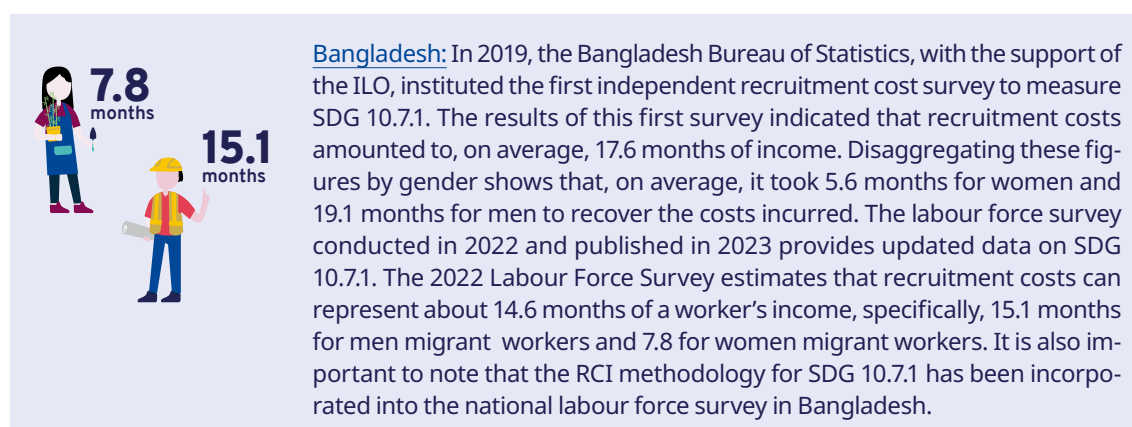 7.8
months
15.1
months
Bangladesh: In 2019, the Bangladesh Bureau of Statistics, with the support of
the ILO, instituted the first independent recruitment cost survey to measure
SDG 10.7.1. The results of this first survey indicated that recruitment costs
amounted to, on average, 17.6 months of income. Disaggregating these fig-
ures by gender shows that, on average, it took 5.6 months for women and
19.1 months for men to recover the costs incurred. The labour force survey
conducted in 2022 and published in 2023 provides updated data on SDG
10.7.1. The 2022 Labour Force Survey estimates that recruitment costs can
represent about 14.6 months of a worker’s income, specifically, 15.1 months
for men migrant workers and 7.8 for women migrant workers. It is also im-
portant to note that the RCI methodology for SDG 10.7.1 has been incorpo-
rated into the national labour force survey in Bangladesh.